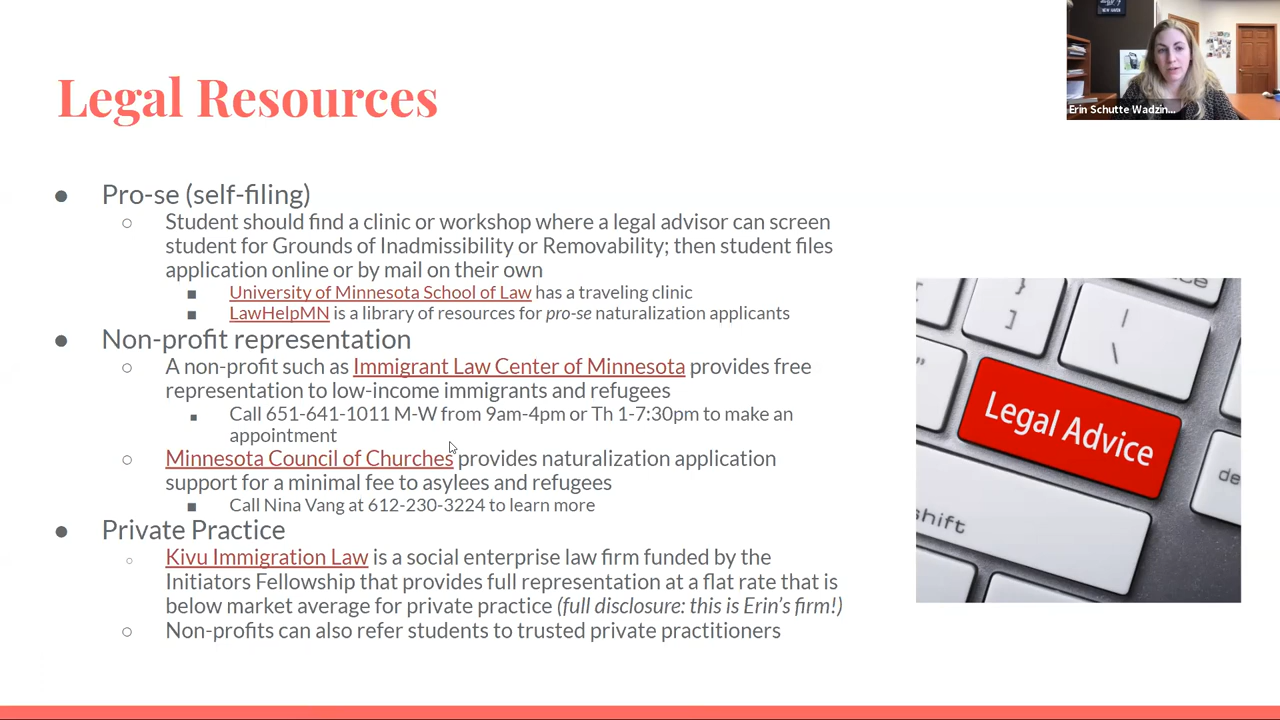 Legal Resources
Erin Schutte Wadzin...
● Pro-se (self-filing)
○ Student should find a clinic or workshop where a legal advisor can screen
student for Grounds of Inadmissibility or Removability; then student files
application online or by mail on their own
■ University of Minnesota School of Law has a traveling clinic
■ LawHelpMN is a library of resources for pro-se naturalization applicants
● Non-profit representation
○ A non-profit such as Immigrant Law Center of Minnesota provides free
representation to low-income immigrants and refugees
■ Call 651-641-1011 M-W from 9am-4pm or Th 1-7:30pm to make an
appointment
○ Minnesota Council of Churches provides naturalization application
support for a minimal fee to asylees and refugees
■ Call Nina Vang at 612-230-3224 to learn more
● Private Practice
○ Kivu Immigration Law is a social enterprise law firm funded by the
Initiators Fellowship that provides full representation at a flat rate that is
below market average for private practice (full disclosure: this is Erin's firm!)
○ Non-profits can also refer students to trusted private practitioners
}
]
|
\
"
Legal Advice
de
shift